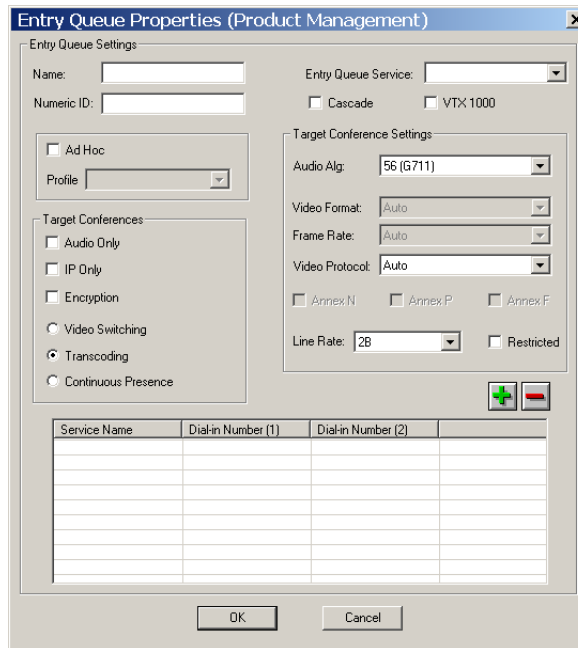 Entry Queue Properties (Product Management)
Entry Queue Settings
Name:
Entry Queue Service:
Numeric ID:
Cascade
VTX 1000
Ad Hoc
Profile
Target Conference Settings
Audio Alg: 56 (G711)
Video Format: Auto
Frame Rate: Auto
Video Protocol: Auto
Annex N
Annex P
Annex F
Line Rate: 2B
Restricted
Target Conferences
Audio Only
IP Only
Encryption
Video Switching
Transcoding
Continuous Presence
Service Name
Dial-in Number (1)
Dial-in Number (2)
OK
Cancel